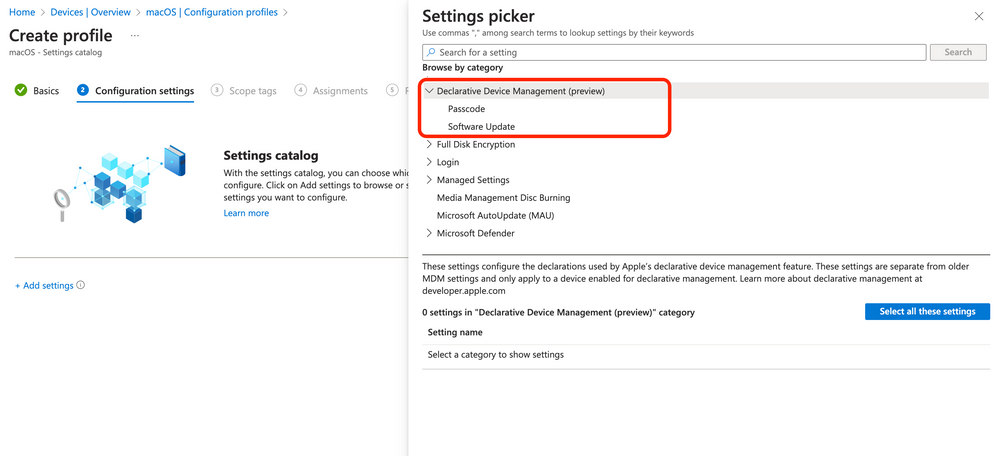 Home > Devices | Overview > macOS | Configuration profiles >
Create profile ...
macOS - Settings catalog
Basics
2 Configuration settings
3 Scope tags
4 Assignments
5
Settings catalog
With the settings catalog, you can choose
configure. Click on Add settings to browse or
settings you want to configure.
Learn more
+ Add settings
Settings picker
Use commas "," among search terms to lookup settings by their keywords
Search for a setting
Search
Browse by category
Declarative Device Management (preview)
Passcode
Software Update
Full Disk Encryption
Login
Managed Settings
Media Management Disc Burning
Microsoft AutoUpdate (MAU)
Microsoft Defender
These settings configure the declarations used by Apple's declarative device management feature. These settings are separate from older
MDM settings and only apply to a device enabled for declarative management. Learn more about declarative management at
developer.apple.com
0 settings in "Declarative Device Management (preview)" category
Select all these settings
Setting name
Select a category to show settings